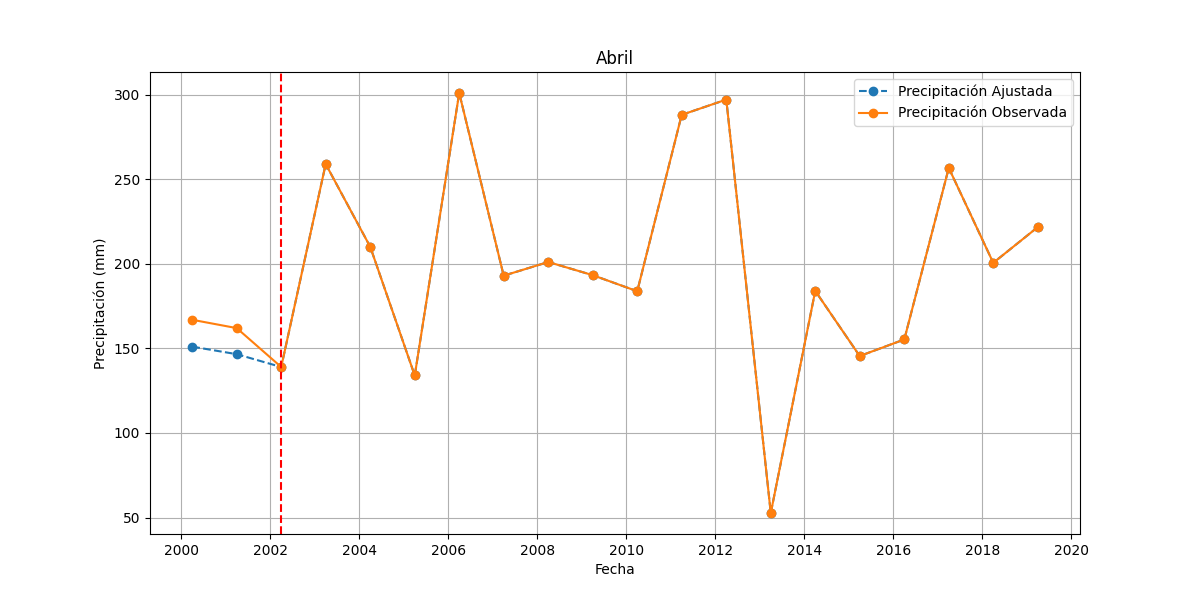 Abril
Precipitación Ajustada
Precipitación Observada
Precipitación (mm)
300
250
200
150
100
50
2000 2002 2004 2006 2008 2010 2012 2014 2016 2018 2020
Fecha